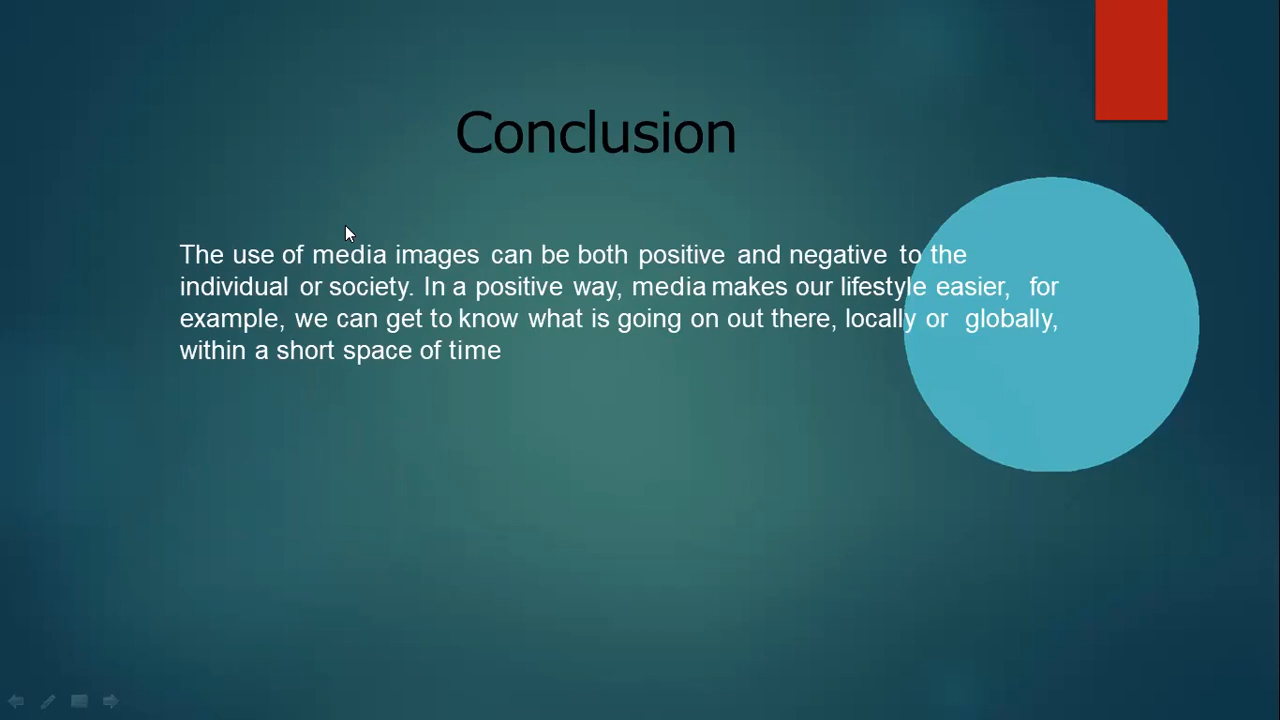 Conclusion
The use of media images can be both positive and negative to the
individual or society. In a positive way, media makes our lifestyle easier, for
example, we can get to know what is going on out there, locally or globally,
within a short space of time